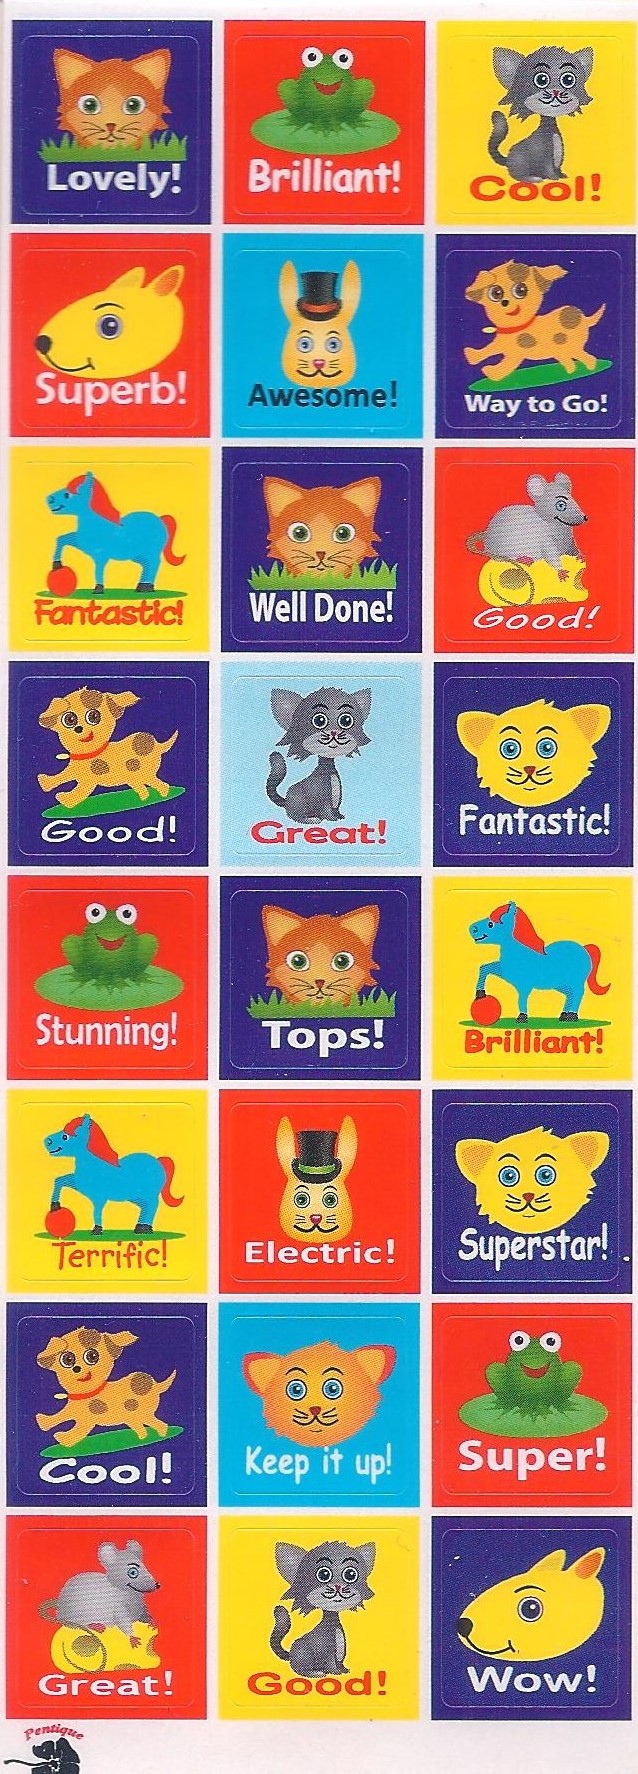 Lovely!
Brilliant!
Cool!
Superb!
Awesome!
Way to Go!
Fantastic!
Well Done!
Good!
Good!
Great!
Fantastic!
Stunning!
Tops!
Brilliant!
Terrific!
Electric!
Superstar!
Cool!
Keep it up!
Super!
Great!
Good!
Wow!
Pentique